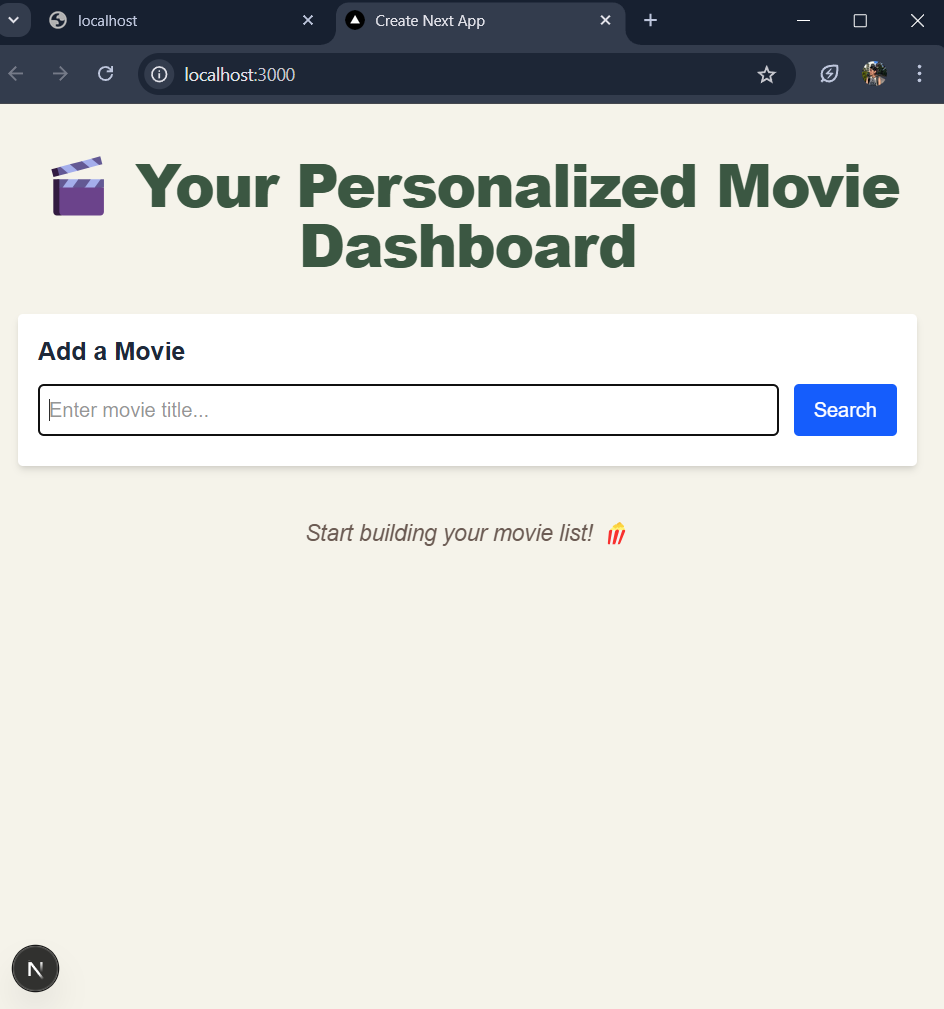 localhost
Create Next App
localhost:3000
🎬 Your Personalized Movie
Dashboard
Add a Movie
Enter movie title...
Search
Start building your movie list! 🍿
N